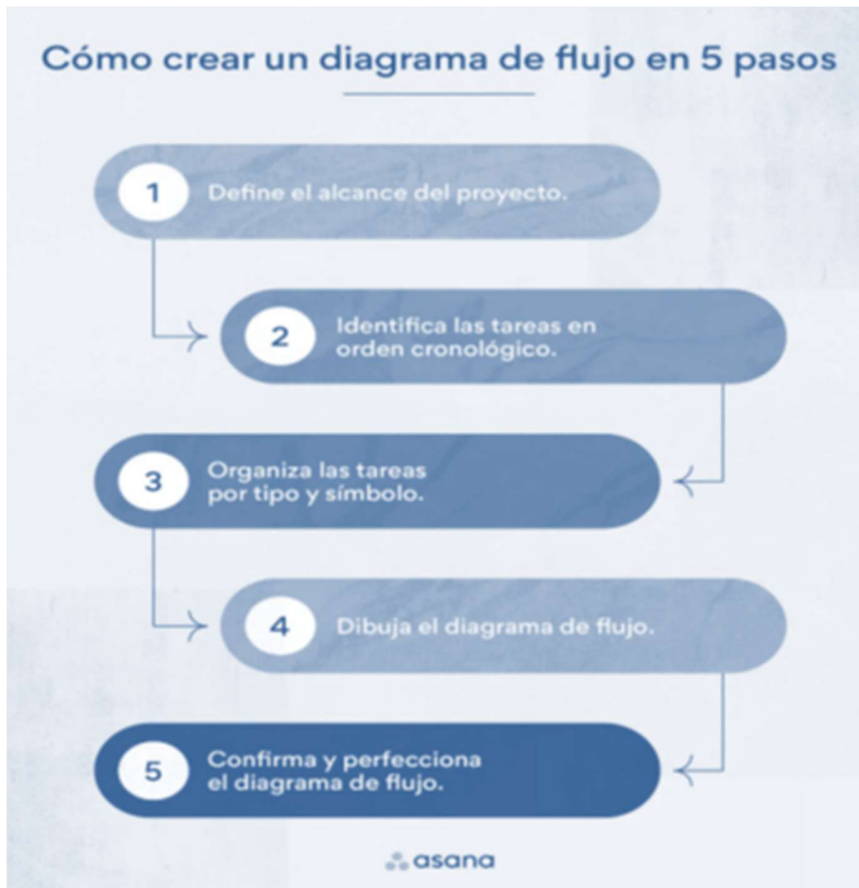 Cómo crear un diagrama de flujo en 5 pasos
1
Define el alcance del proyecto.
2
Identifica las tareas en
orden cronológico.
3
Organiza las tareas
por tipo y símbolo.
4
Dibuja el diagrama de flujo.
5
Confirma y perfecciona
el diagrama de flujo.
asana